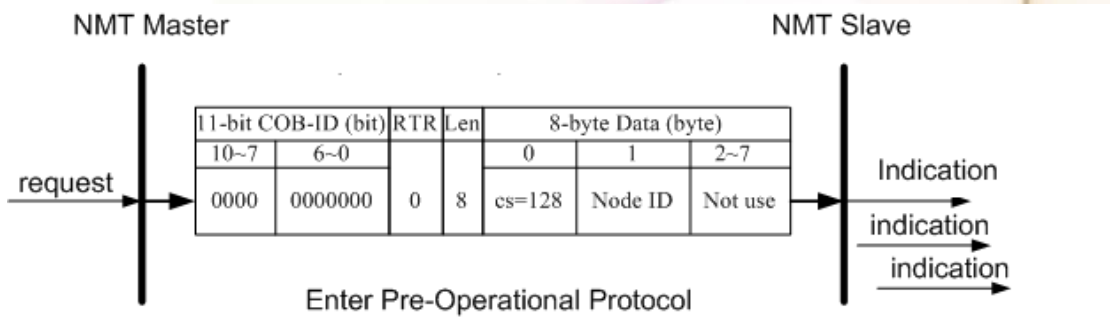 NMT Master NMT Slave
11-bit COB-ID (bit) RTR Len 8-byte Data (byte)
10~7 6~0 0 1 2~7
request 0000 0000000 0 8 cs=128 Node ID Not use Indication
indication
indication
Enter Pre-Operational Protocol